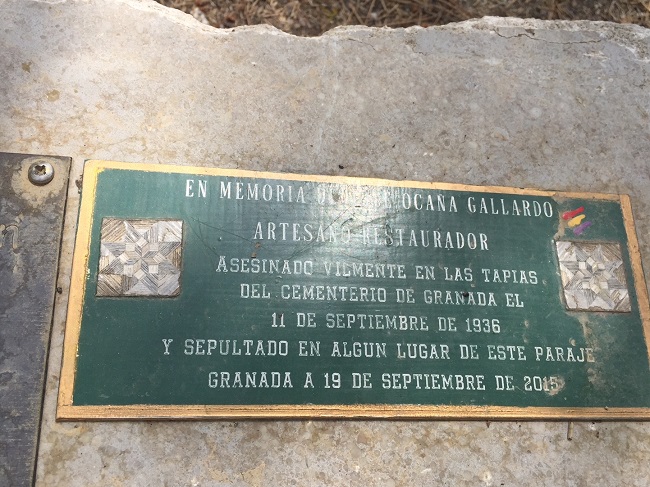 EN MEMORIA OCAÑA GALLARDO
ARTESANO RESTAURADOR
ASESINADO VILMENTE EN LAS TAPIAS
DEL CEMENTERIO DE GRANADA EL
11 DE SEPTIEMBRE DE 1936
Y SEPULTADO EN ALGUN LUGAR DE ESTE PARAJE
GRANADA A 19 DE SEPTIEMBRE DE 2015